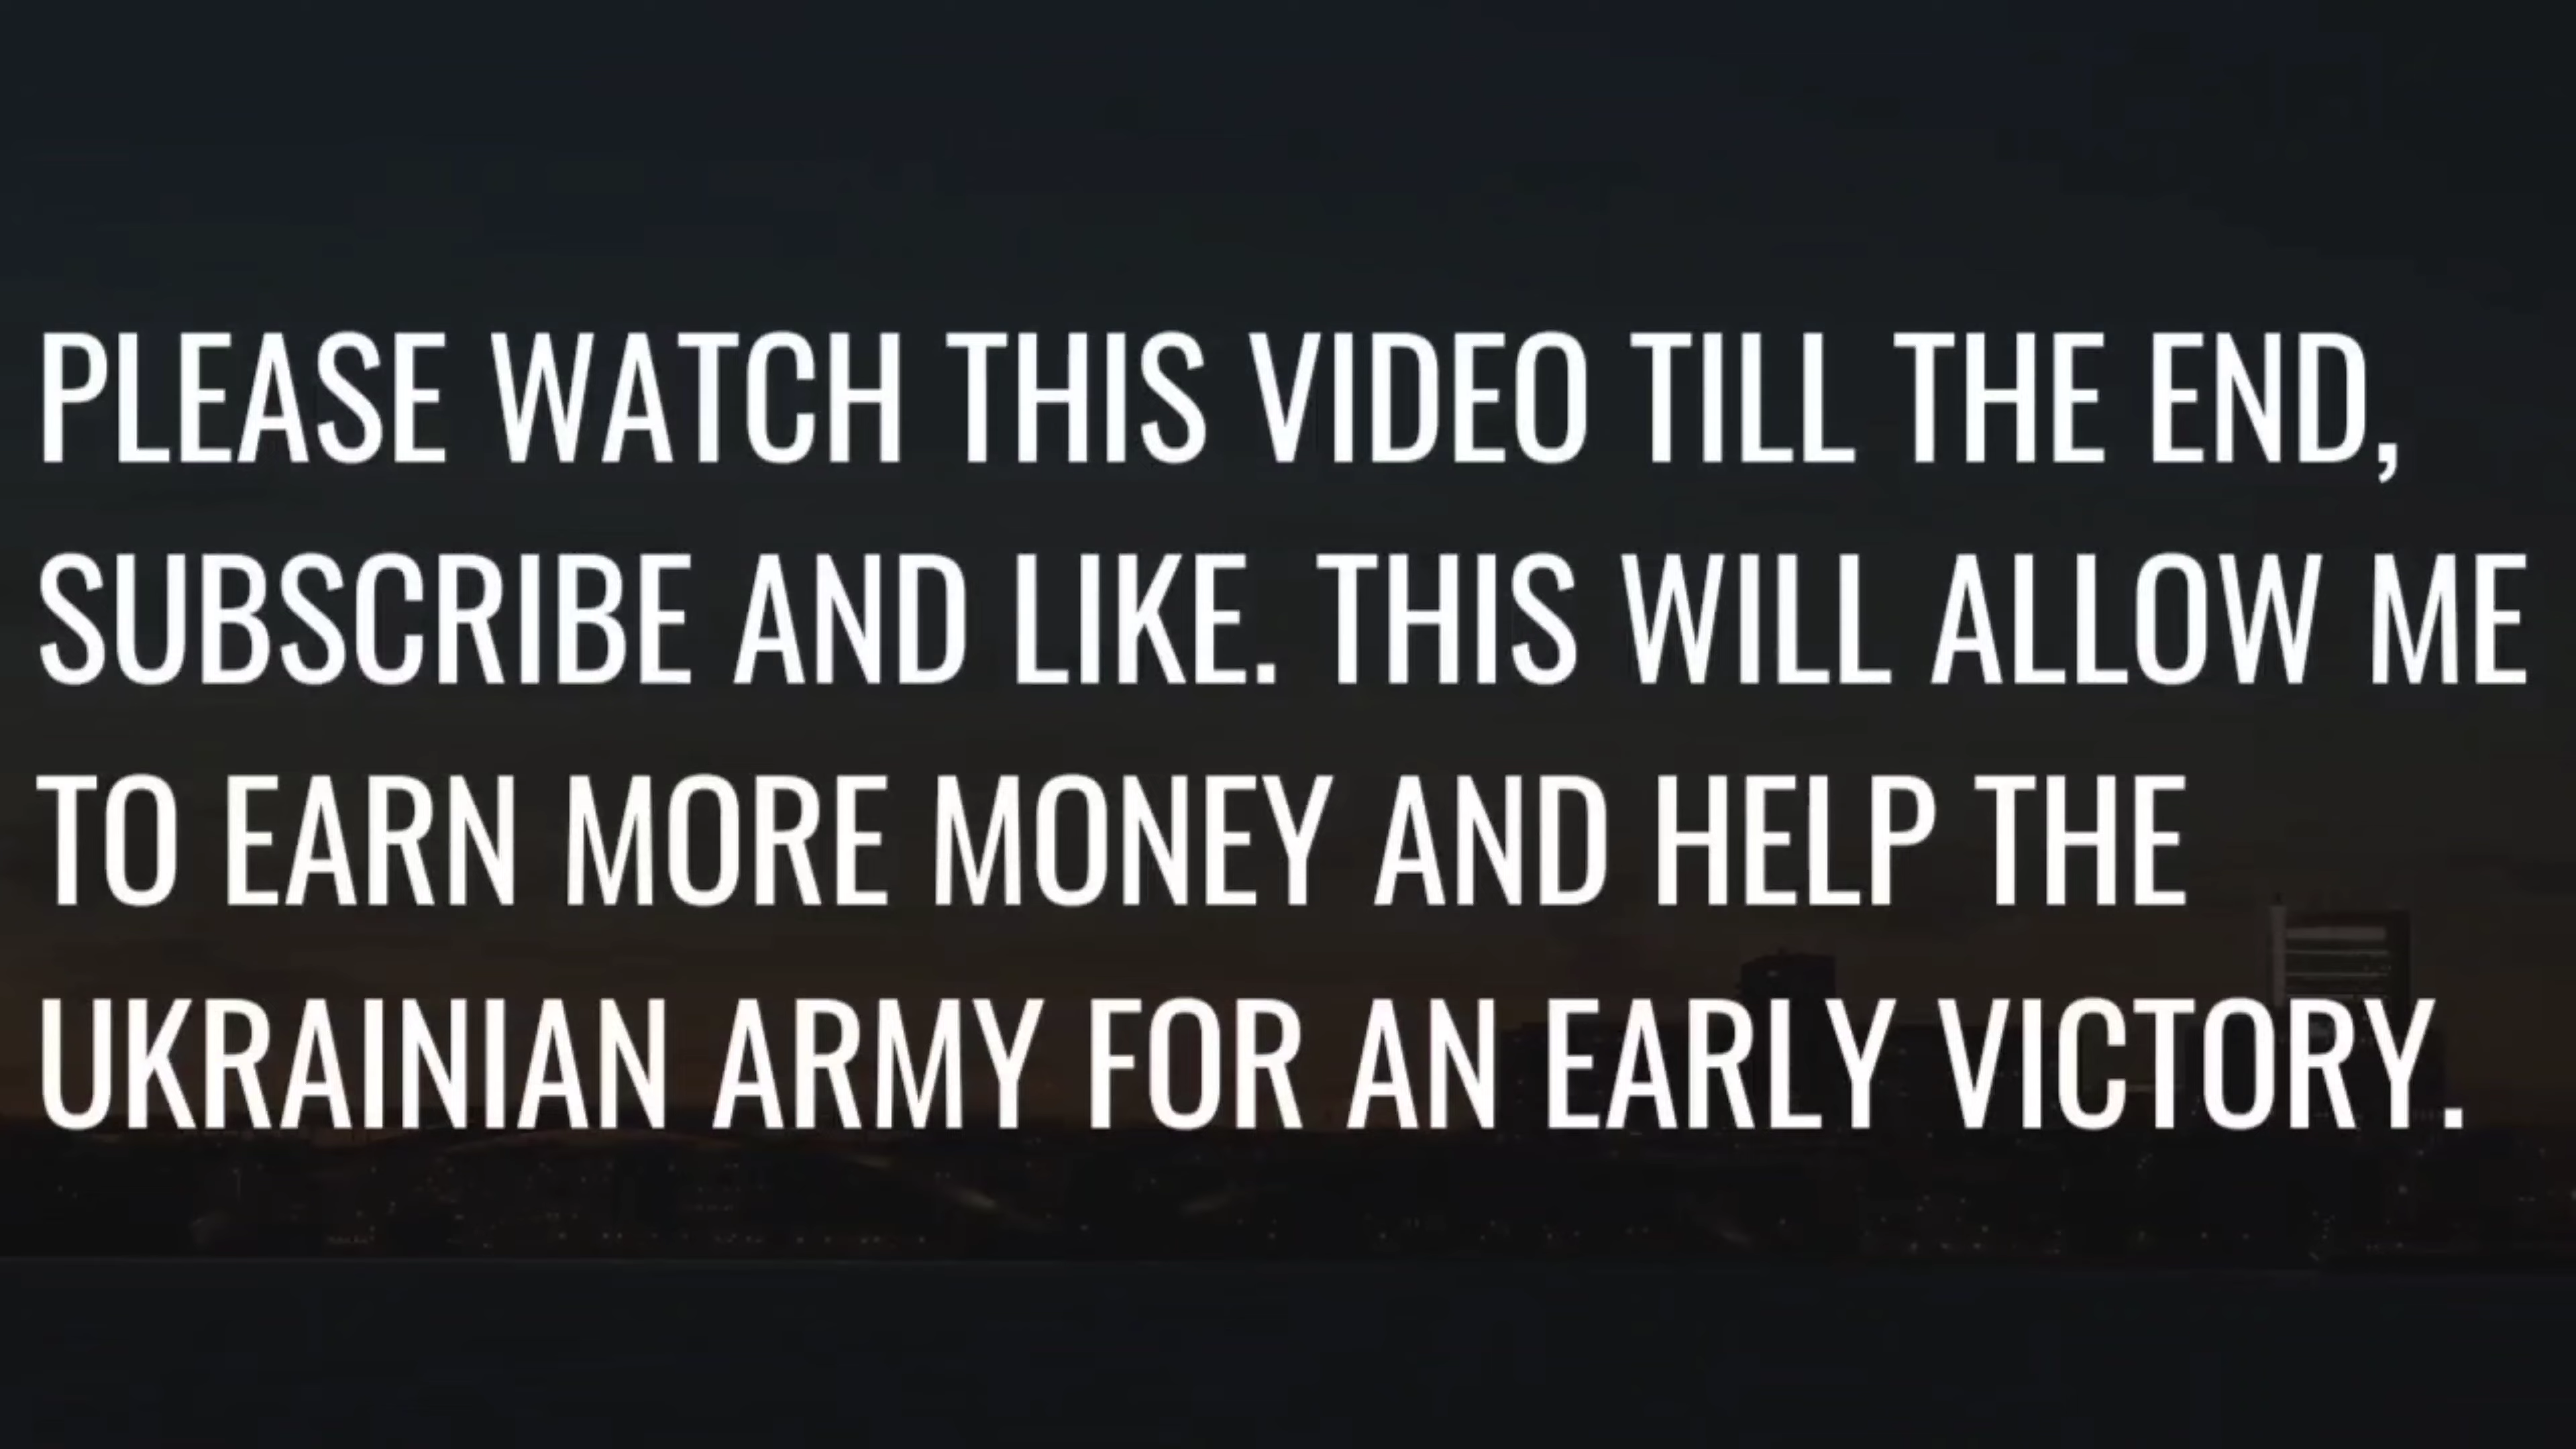 PLEASE WATCH THIS VIDEO TILL THE END,
SUBSCRIBE AND LIKE. THIS WILL ALLOW ME
TO EARN MORE MONEY AND HELP THE
UKRAINIAN ARMY FOR AN EARLY VICTORY.